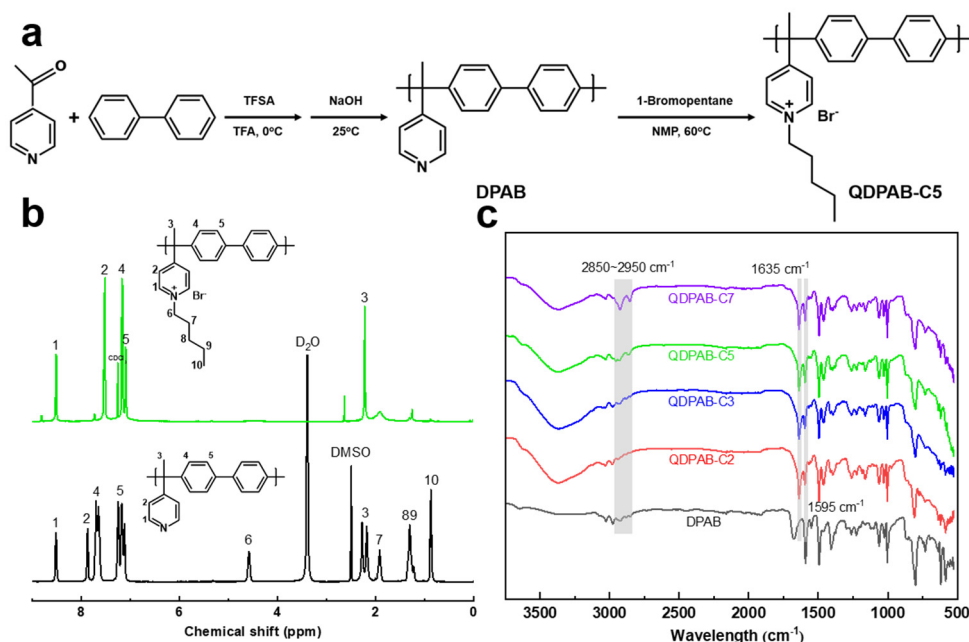 a
O
N
+
TFSA
TFA, 0°C
NaOH
25°C
N
DPAB
1-Bromopentane
NMP, 60°C
N
+
Br-
QDPAB-C5
b
3
4
5
2
1
N
+
Br-
6
7
8
9
10
1
2
CDCl
4
5
D2O
3
3
4
5
2
1
N
DMSO
1
2
4
5
6
3
7
89
10
8
6
4
2
0
Chemical shift (ppm)
c
2850~2950 cm-1
1635 cm-1
QDPAB-C7
QDPAB-C5
QDPAB-C3
QDPAB-C2
1595 cm-1
DPAB
3500
3000
2500
2000
1500
1000
500
Wavelength (cm-1)